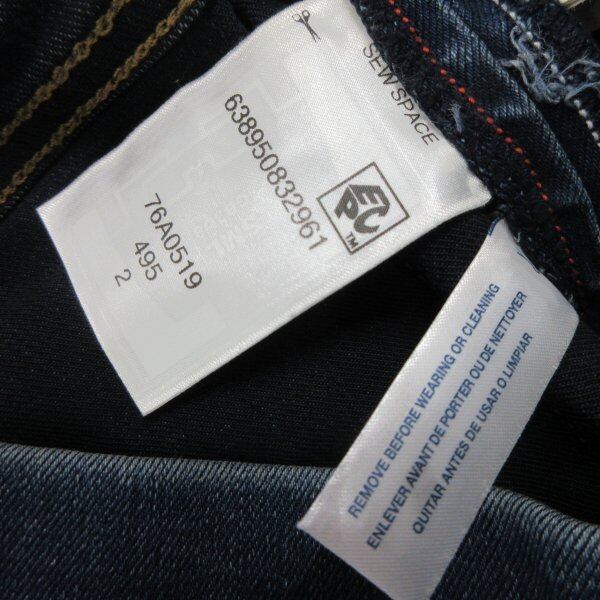 SEW SPACE
EPC™
638950832961
76A0519
495
2
REMOVE BEFORE WEARING OR CLEANING
ENLEVER AVANT DE PORTER OU DE NETTOYER
QUITAR ANTES DE USAR O LIMPIAR